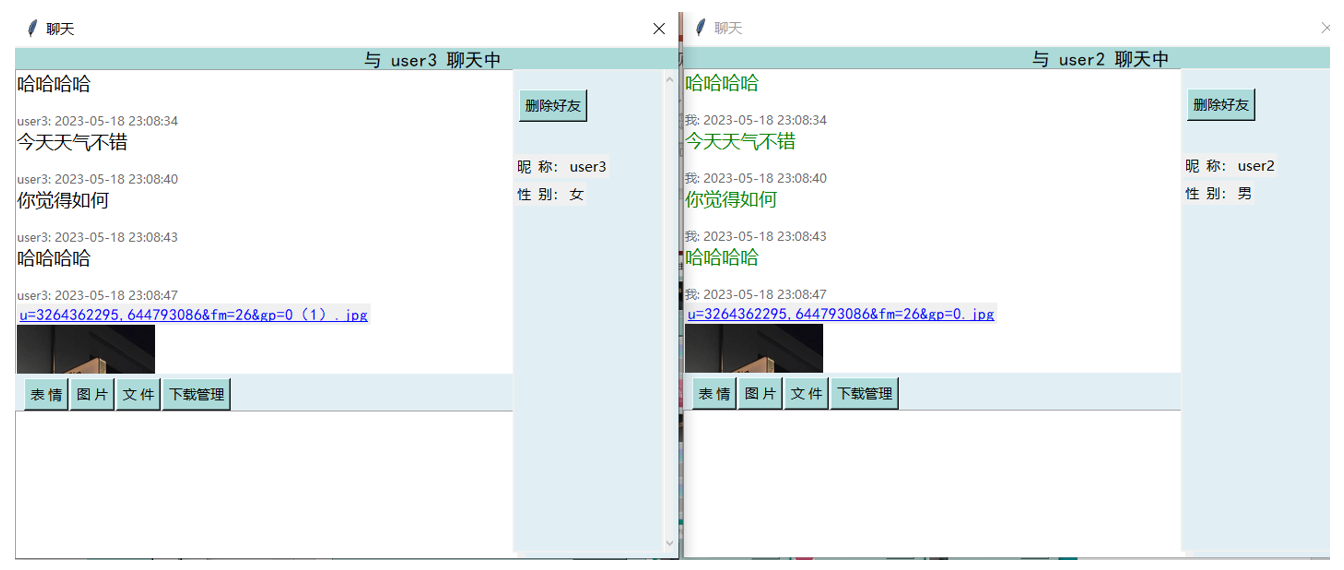 聊天
与 user3 聊天中
哈哈哈哈
user3: 2023-05-18 23:08:34
今天天气不错
user3: 2023-05-18 23:08:40
你觉得如何
user3: 2023-05-18 23:08:43
哈哈哈哈
user3: 2023-05-18 23:08:47
u=3264362295,644793086&fm=26&gp=0（1）.jpg
表 情 图 片 文 件 下载管理
删除好友
昵 称： user3
性 别： 女
聊天
与 user2 聊天中
哈哈哈哈
我: 2023-05-18 23:08:34
今天天气不错
我: 2023-05-18 23:08:40
你觉得如何
我: 2023-05-18 23:08:43
哈哈哈哈
我: 2023-05-18 23:08:47
u=3264362295,644793086&fm=26&gp=0.jpg
表 情 图 片 文 件 下载管理
删除好友
昵 称： user2
性 别： 男